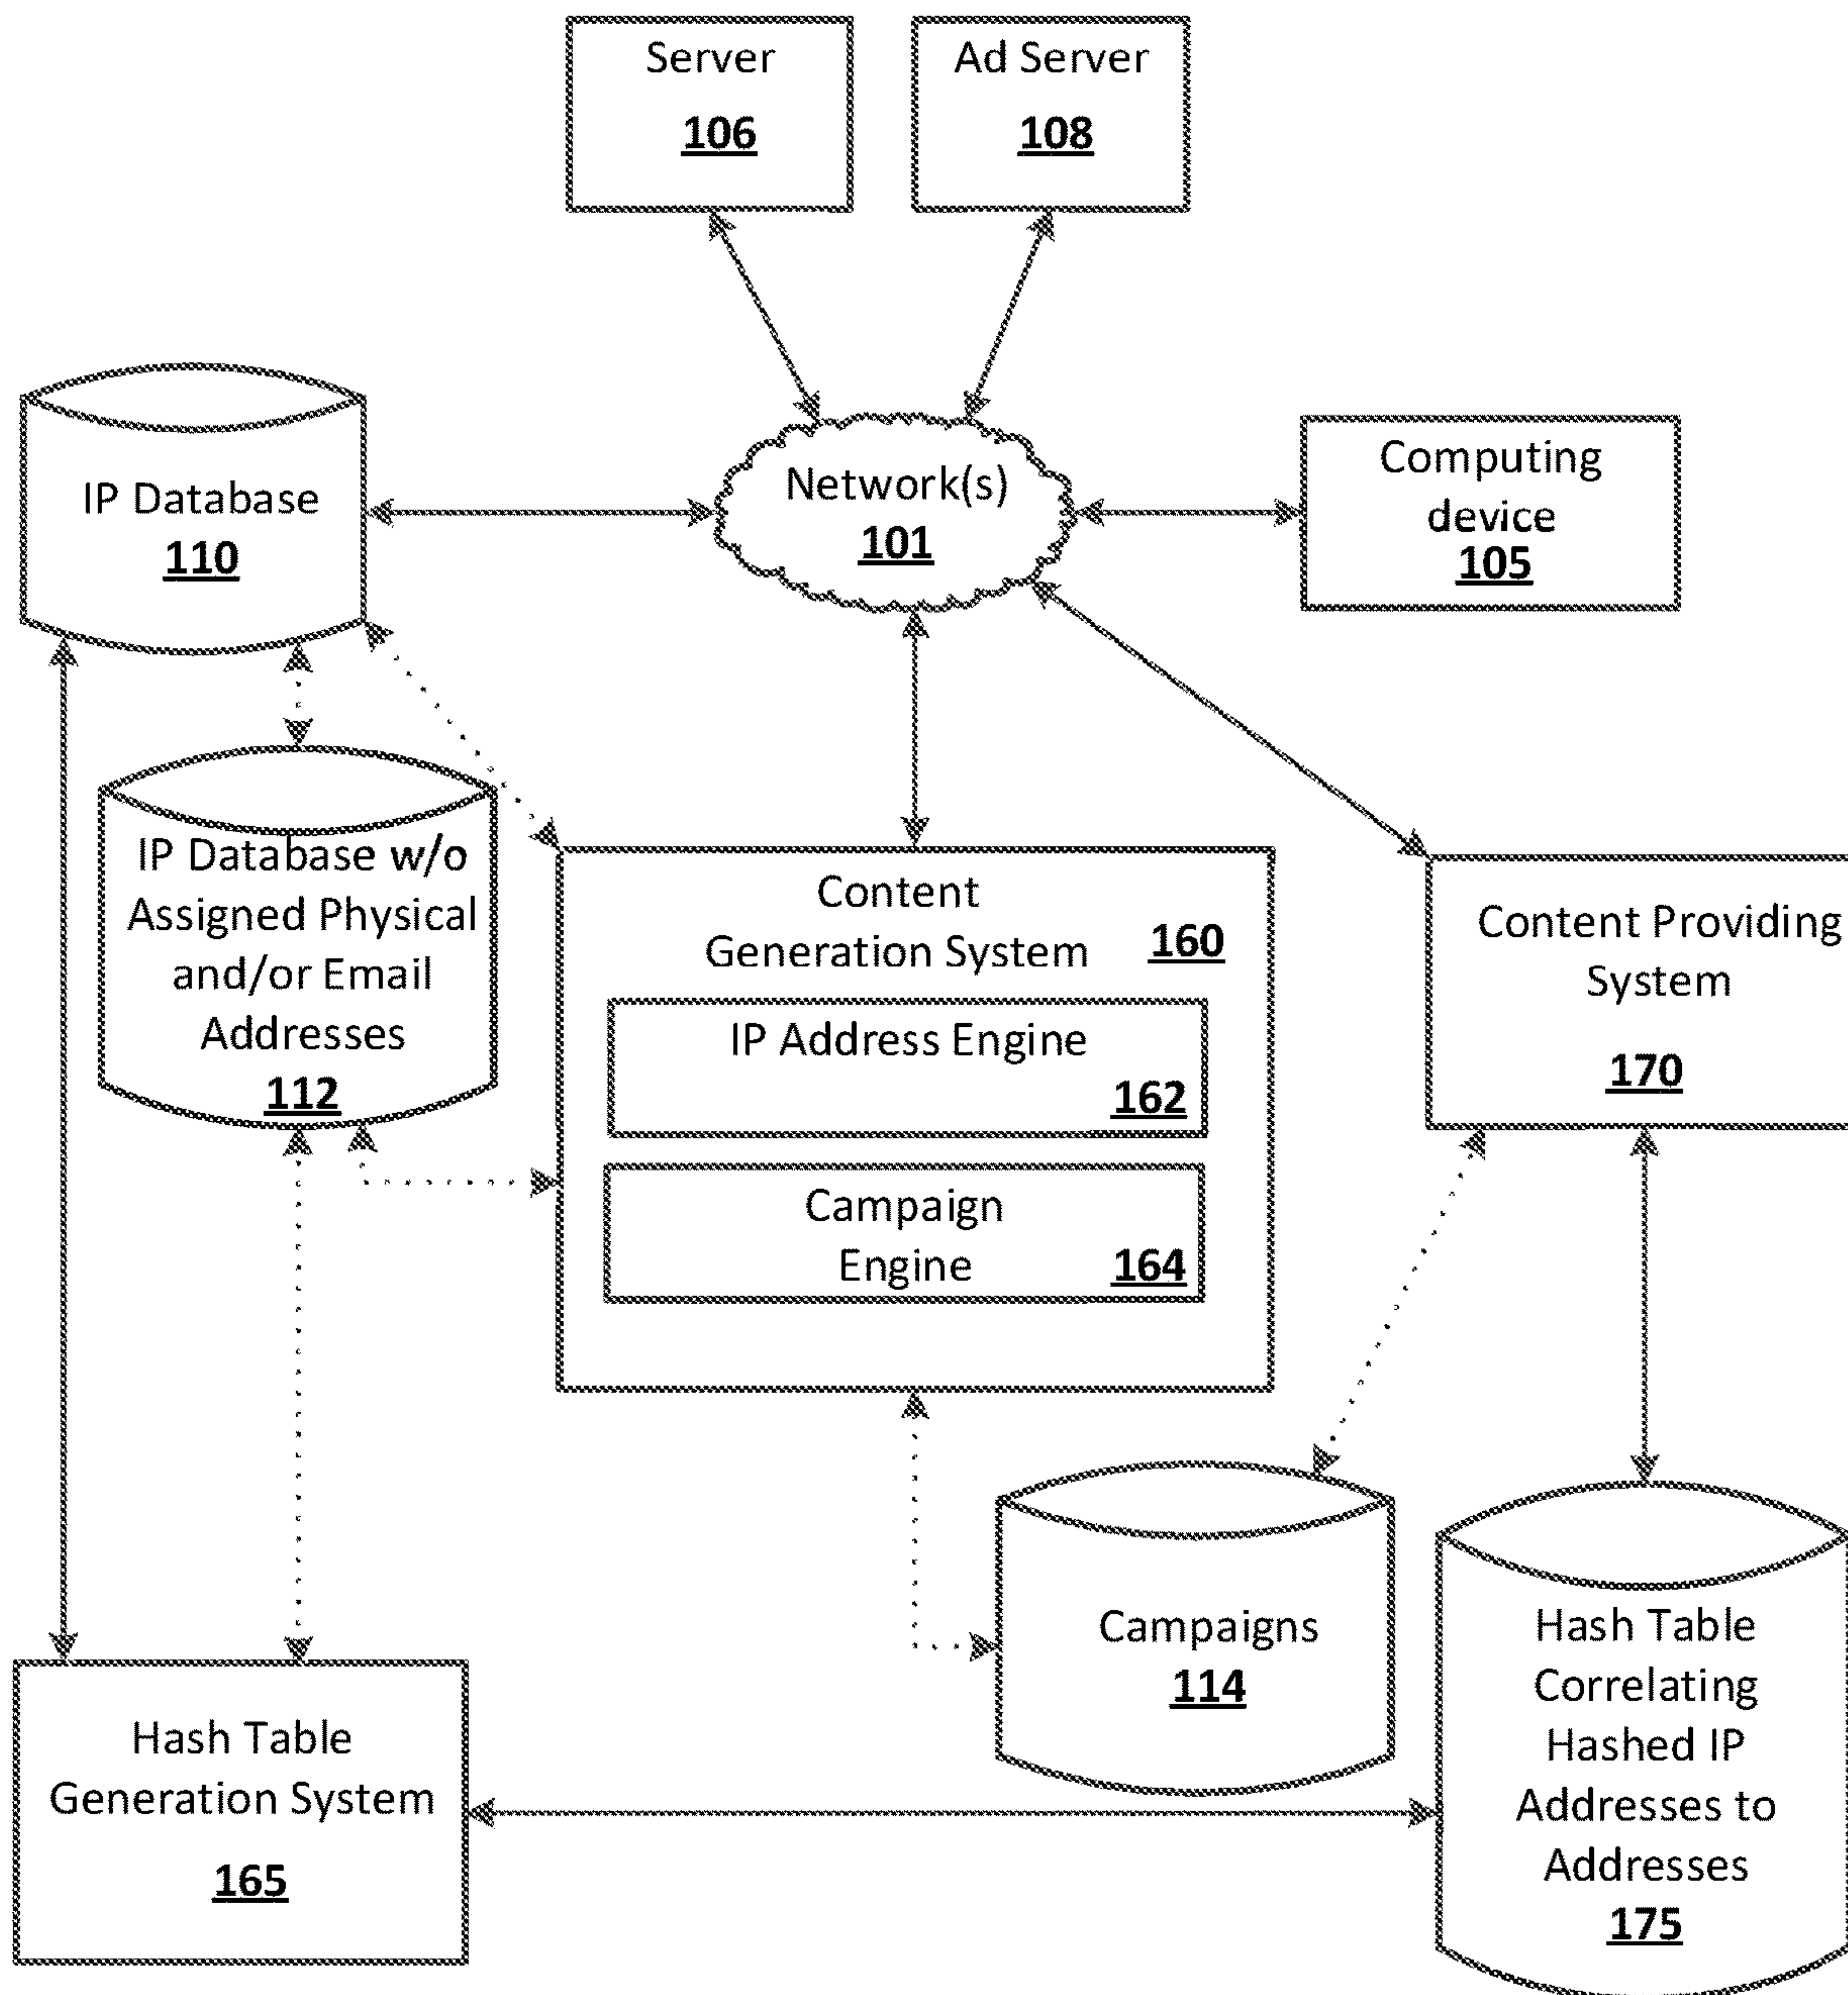 Server
106
Ad Server
108
IP Database
110
Network(s)
101
Computing
device
105
IP Database w/o
Assigned Physical
and/or Email
Addresses
112
Content
Generation System 160
IP Address Engine
162
Campaign
Engine 164
Content Providing
System
170
Campaigns
114
Hash Table
Generation System
165
Hash Table
Correlating
Hashed IP
Addresses to
Addresses
175